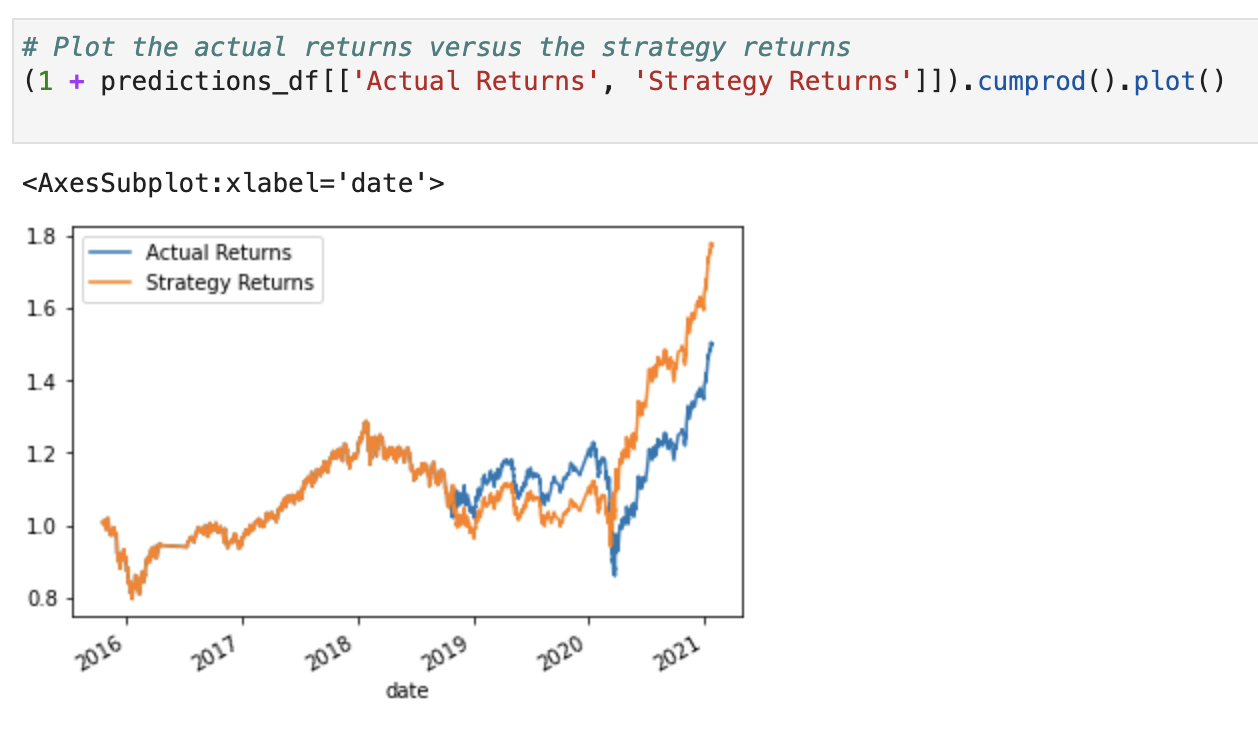 # Plot the actual returns versus the strategy returns
(1 + predictions_df[['Actual Returns', 'Strategy Returns']]).cumprod().plot()
<AxesSubplot:xlabel='date'>
1.8
Actual Returns
Strategy Returns
1.6
1.4
1.2
1.0
0.8
2016 2017 2018 2019 2020 2021
date